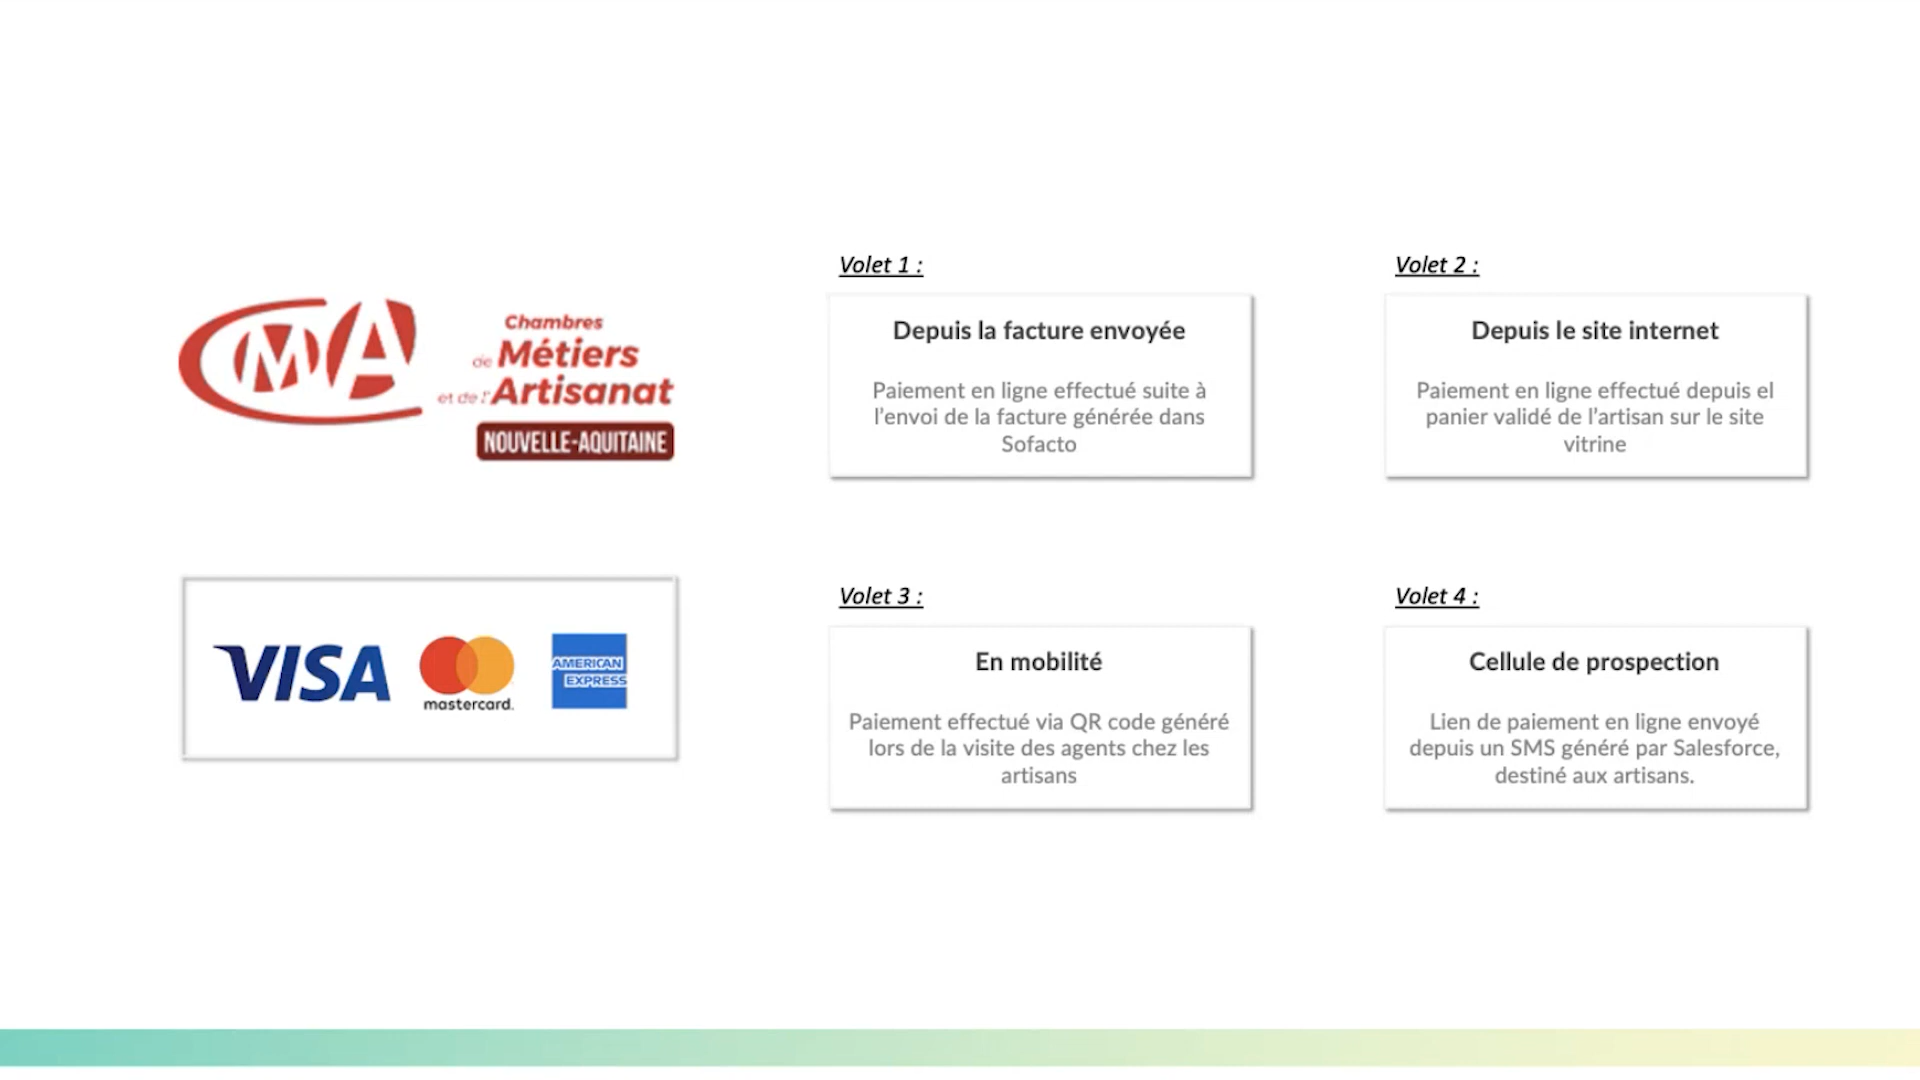 CMA
Chambres
de Métiers
et de l'Artisanat
NOUVELLE-AQUITAINE
VISA
mastercard.
AMERICAN
EXPRESS
Volet 1 :
Depuis la facture envoyée
Paiement en ligne effectué suite à
l’envoi de la facture générée dans
Sofacto
Volet 2 :
Depuis le site internet
Paiement en ligne effectué depuis el
panier validé de l’artisan sur le site
vitrine
Volet 3 :
En mobilité
Paiement effectué via QR code généré
lors de la visite des agents chez les
artisans
Volet 4 :
Cellule de prospection
Lien de paiement en ligne envoyé
depuis un SMS généré par Salesforce,
destiné aux artisans.